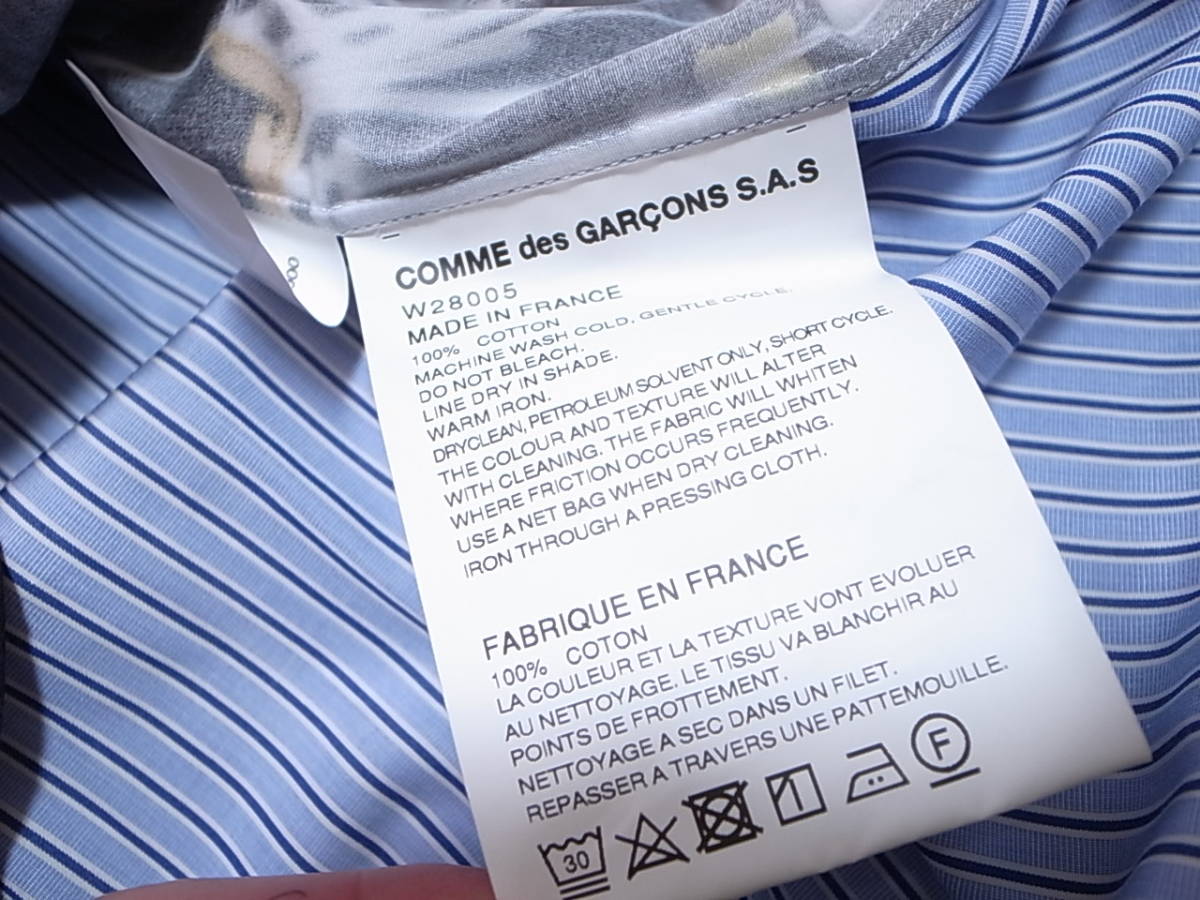 COMME des GARÇONS S.A.S
W28005
MADE IN FRANCE
100% COTTON
MACHINE WASH COLD, GENTLE CYCLE.
DO NOT BLEACH.
LINE DRY IN SHADE.
WARM IRON.
DRYCLEAN, PETROLEUM SOLVENT ONLY, SHORT CYCLE.
THE COLOUR AND TEXTURE WILL ALTER
WITH CLEANING. THE FABRIC WILL WHITEN
WHERE FRICTION OCCURS FREQUENTLY.
USE A NET BAG WHEN DRY CLEANING.
IRON THROUGH A PRESSING CLOTH.
FABRIQUE EN FRANCE
100% COTON
LA COULEUR ET LA TEXTURE VONT EVOLUER
AU NETTOYAGE. LE TISSU VA BLANCHIR AU
POINTS DE FROTTEMENT.
NETTOYAGE A SEC DANS UN FILET.
REPASSER A TRAVERS UNE PATTEMOUILLE.
30 F